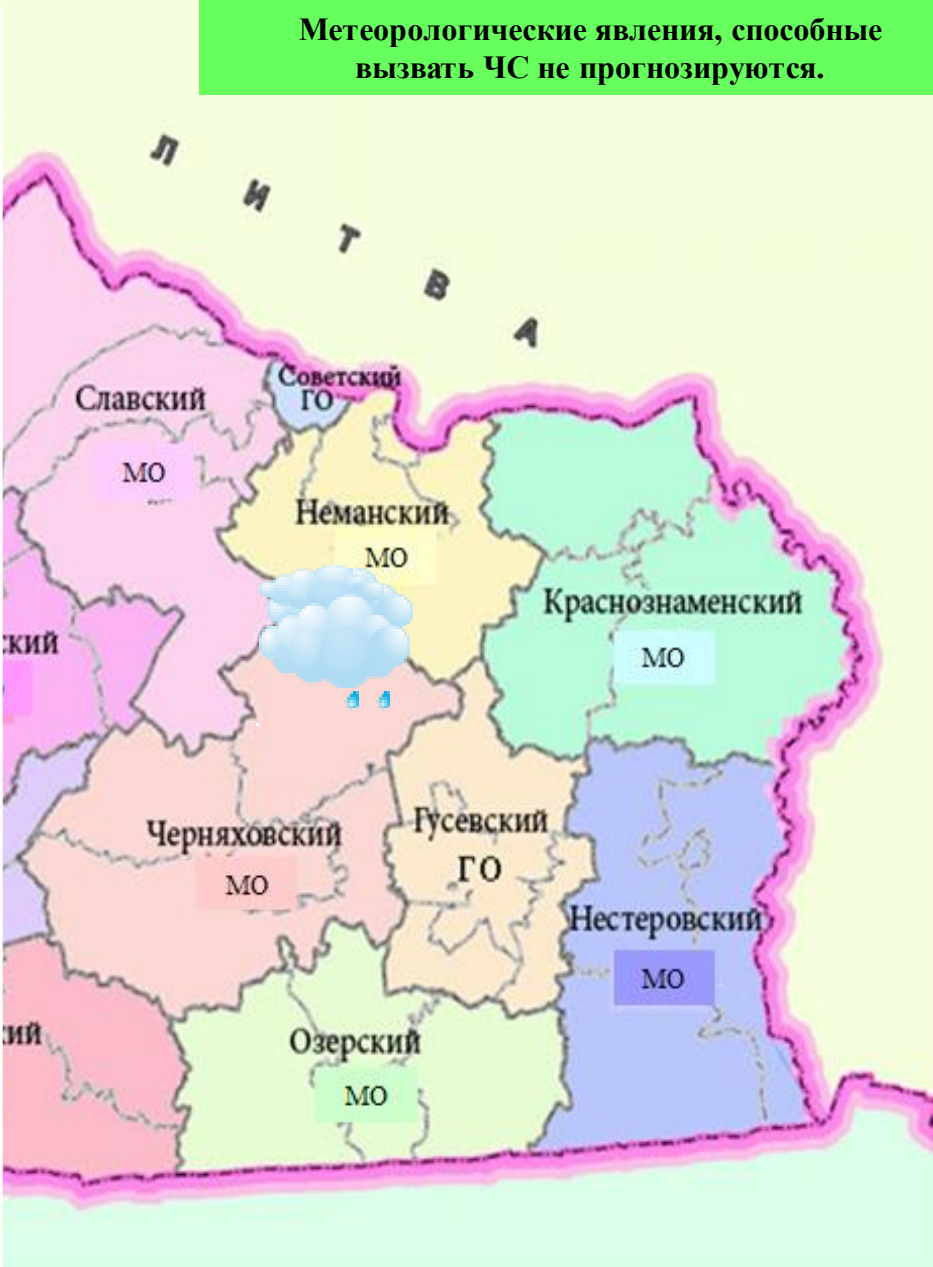 Метеорологические явления, способные
вызвать ЧС не прогнозируются.
Л И Т В А
Советский
ГО
Славский
МО
Неманский
МО
Краснознаменский
МО
ский
Гусевский
ГО
Черняховский
МО
Нестеровский
МО
ий
Озерский
МО